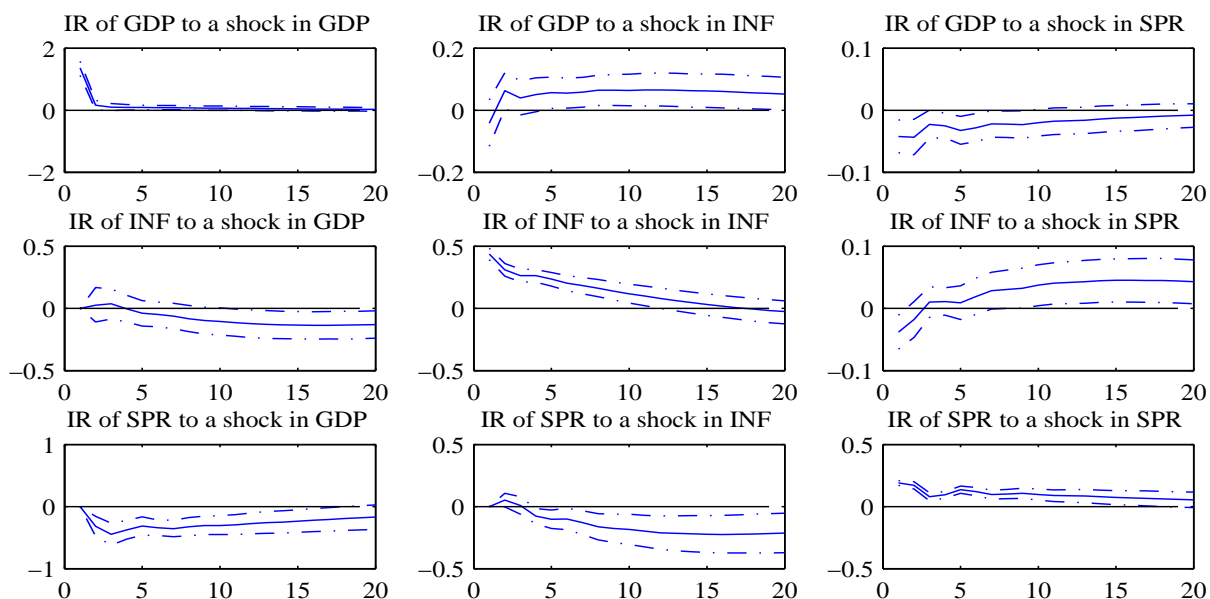 IR of GDP to a shock in GDP
IR of GDP to a shock in INF
IR of GDP to a shock in SPR
2
0
−2
0 5 10 15 20
0.2
0
−0.2
0 5 10 15 20
0.1
0
−0.1
0 5 10 15 20
IR of INF to a shock in GDP
IR of INF to a shock in INF
IR of INF to a shock in SPR
0.5
0
−0.5
0 5 10 15 20
0.5
0
−0.5
0 5 10 15 20
0.1
0
−0.1
0 5 10 15 20
IR of SPR to a shock in GDP
IR of SPR to a shock in INF
IR of SPR to a shock in SPR
1
0
−1
0 5 10 15 20
0.5
0
−0.5
0 5 10 15 20
0.5
0
−0.5
0 5 10 15 20